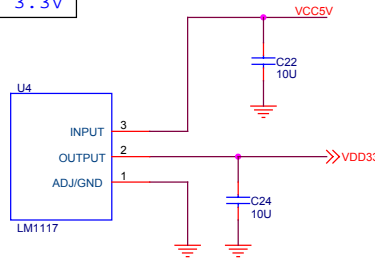 3.3V
VCC5V
C22
10U
U4
INPUT 3
OUTPUT 2
VDD33
ADJ/GND 1
C24
10U
LM1117